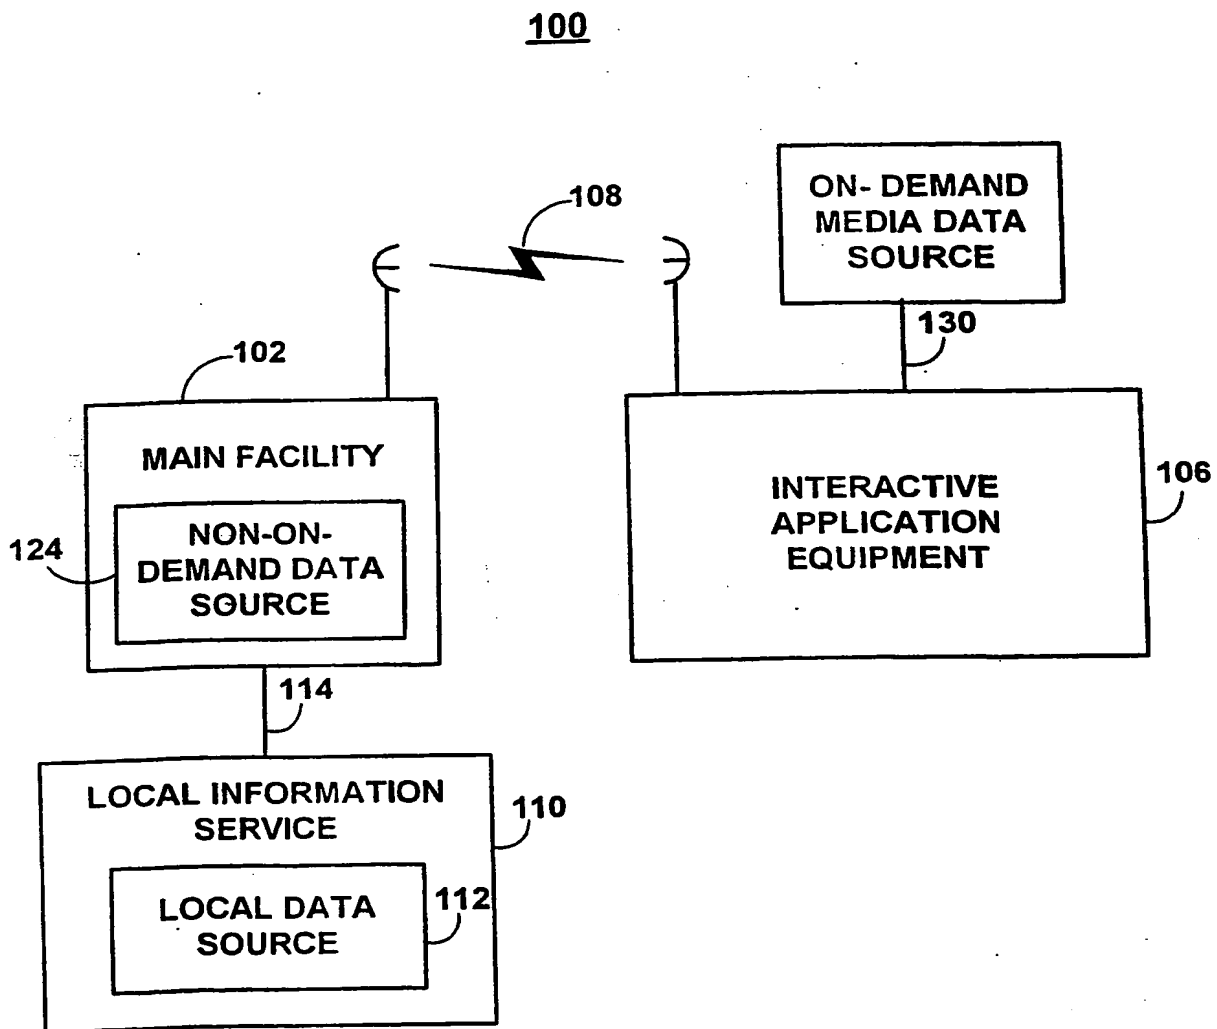 100
108
ON- DEMAND
MEDIA DATA
SOURCE
130
102
MAIN FACILITY
124
NON-ON-
DEMAND DATA
SOURCE
INTERACTIVE
APPLICATION
EQUIPMENT
106
114
LOCAL INFORMATION
SERVICE
110
LOCAL DATA
SOURCE
112